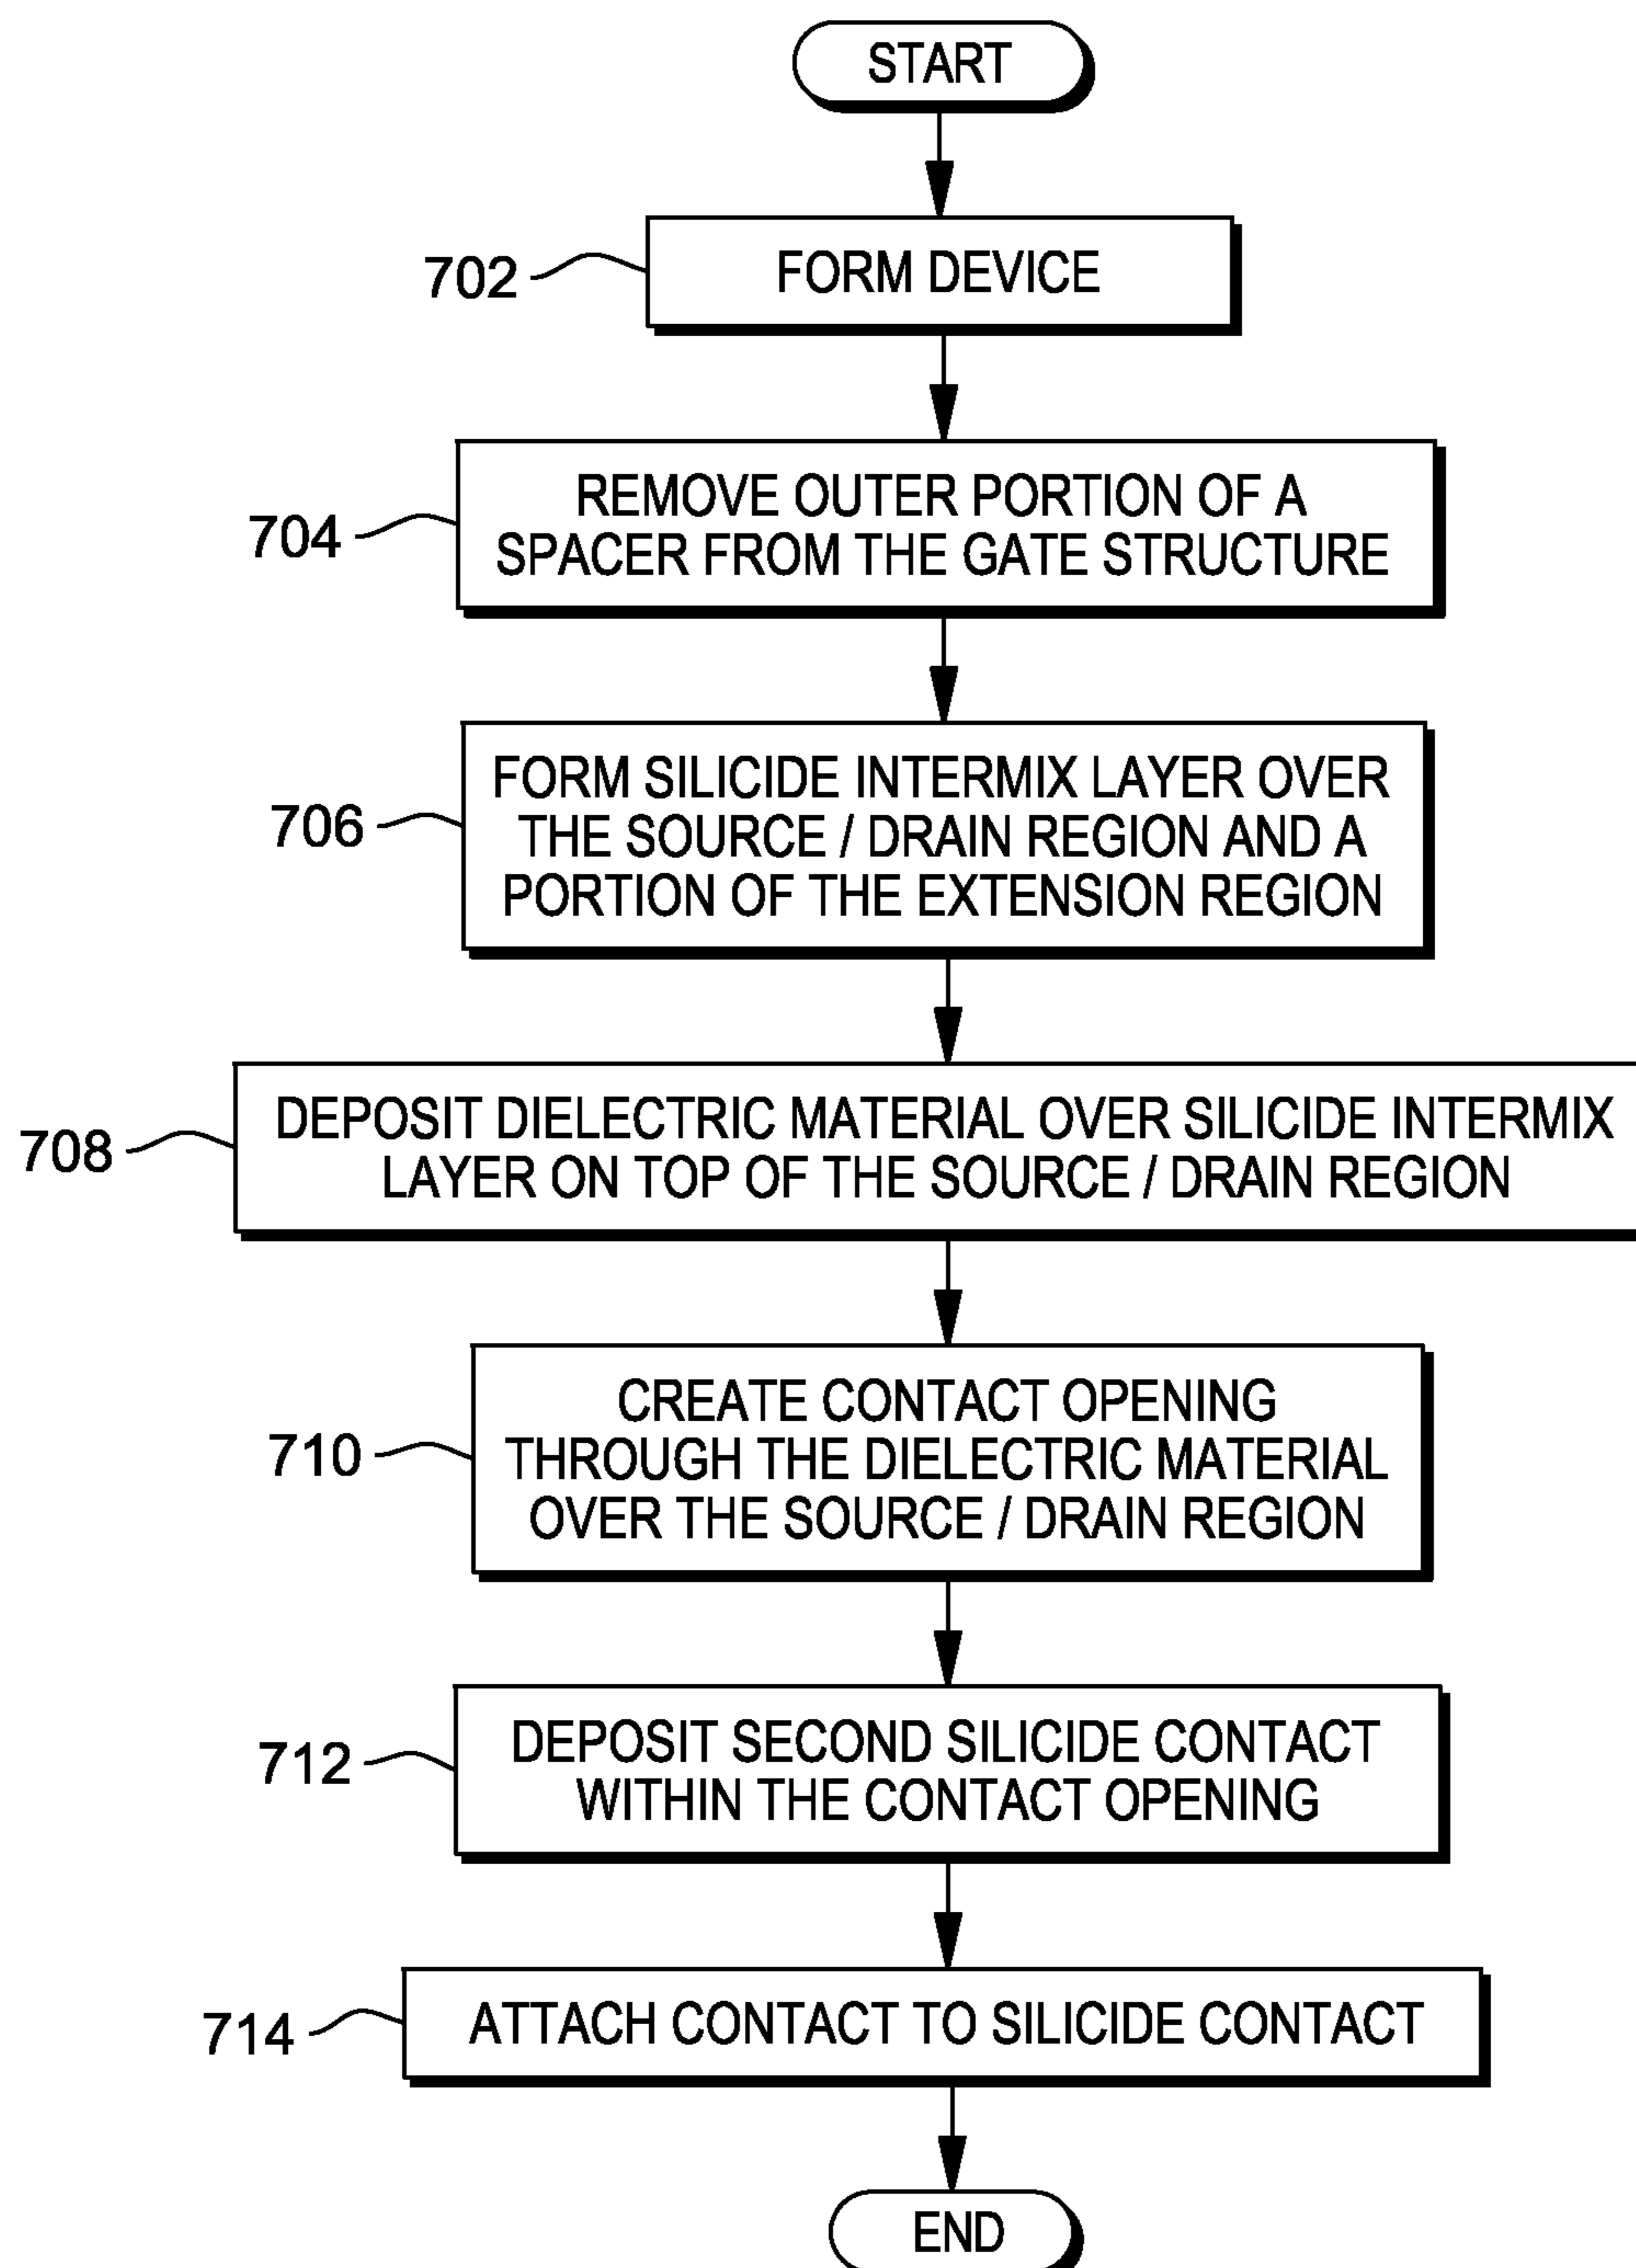 START
702
FORM DEVICE
704
REMOVE OUTER PORTION OF A
SPACER FROM THE GATE STRUCTURE
706
FORM SILICIDE INTERMIX LAYER OVER
THE SOURCE / DRAIN REGION AND A
PORTION OF THE EXTENSION REGION
708
DEPOSIT DIELECTRIC MATERIAL OVER SILICIDE INTERMIX
LAYER ON TOP OF THE SOURCE / DRAIN REGION
710
CREATE CONTACT OPENING
THROUGH THE DIELECTRIC MATERIAL
OVER THE SOURCE / DRAIN REGION
712
DEPOSIT SECOND SILICIDE CONTACT
WITHIN THE CONTACT OPENING
714
ATTACH CONTACT TO SILICIDE CONTACT
END